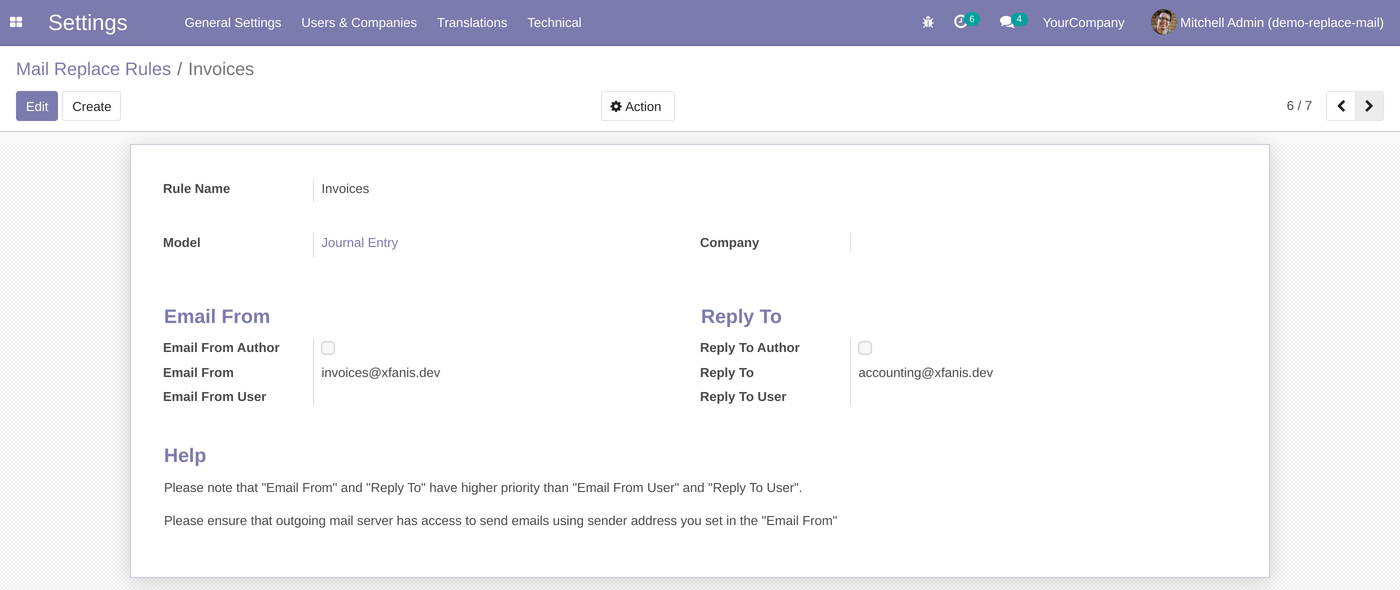 Settings General Settings Users & Companies Translations Technical 6 4 YourCompany Mitchell Admin (demo-replace-mail)
Mail Replace Rules / Invoices
Edit Create Action 6 / 7
Rule Name Invoices
Model Journal Entry Company
Email From Reply To
Email From Author Reply To Author
Email From invoices@xfanis.dev Reply To accounting@xfanis.dev
Email From User Reply To User
Help
Please note that "Email From" and "Reply To" have higher priority than "Email From User" and "Reply To User".
Please ensure that outgoing mail server has access to send emails using sender address you set in the "Email From"